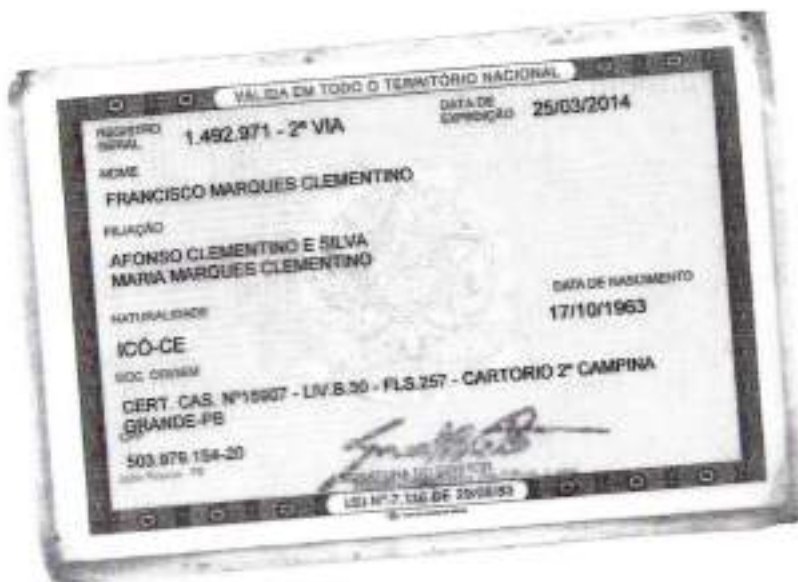 VÁLIDA EM TODO O TERRITÓRIO NACIONAL
REGISTRO GERAL 1.492.971 - 2ª VIA DATA DE EXPEDIÇÃO 25/03/2014
NOME
FRANCISCO MARQUES CLEMENTINO
FILIAÇÃO
AFONSO CLEMENTINO E SILVA
MARIA MARQUES CLEMENTINO
NATURALIDADE DATA DE NASCIMENTO
ICÓ-CE 17/10/1963
DOC. ORIGEM
CERT. CAS. LIV.B.30 - FLS.257 - CARTORIO 2º CAMPINA
GRANDE-PB
CPF
503.976.154-20
LEI Nº 7.116 DE 29/08/83